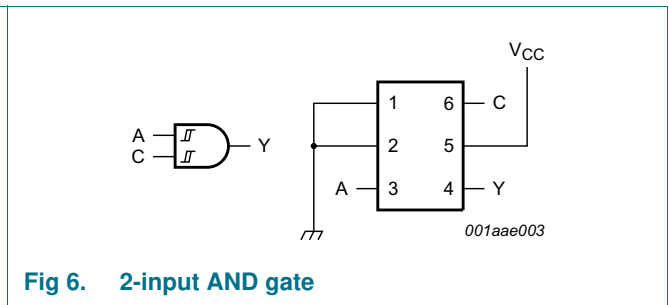 VCC
A
C
Y
1 6 C
2 5
A 3 4 Y
001aae003
Fig 6. 2-input AND gate